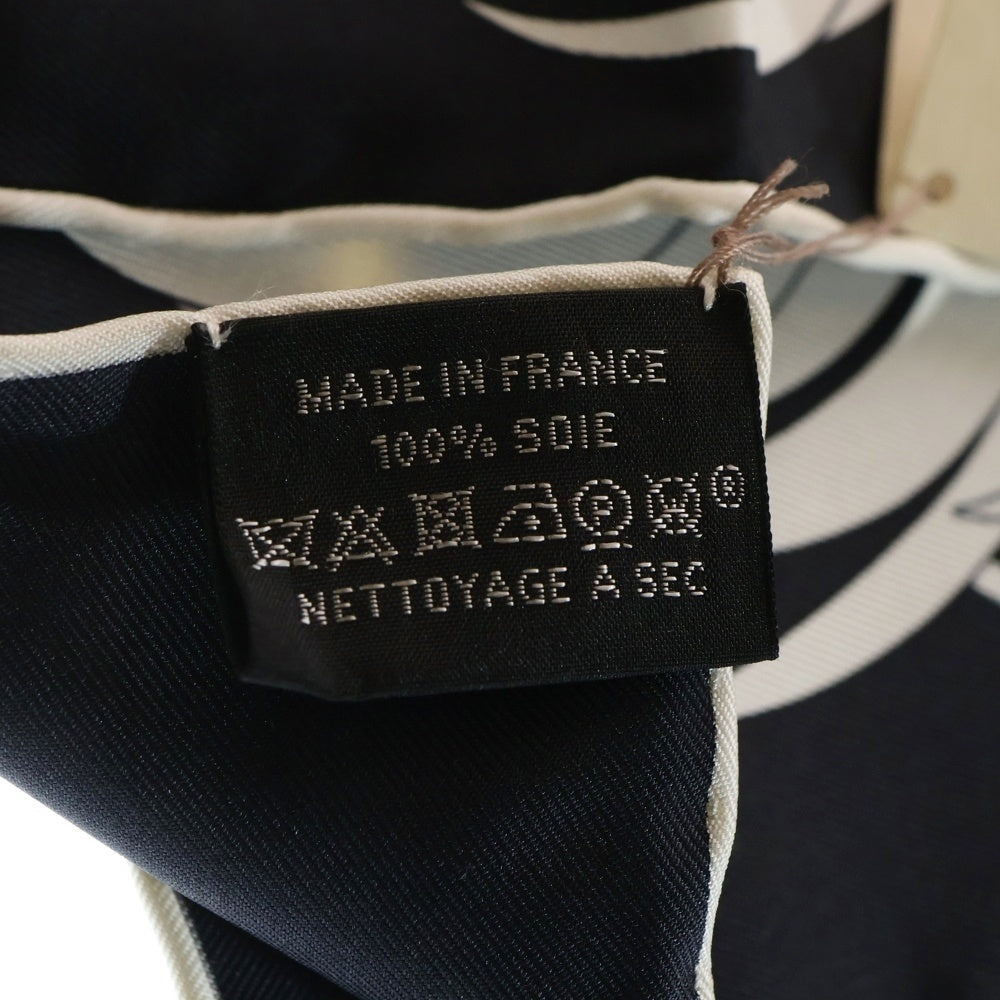 MADE IN FRANCE
100% SOIE
F ®
NETTOYAGE A SEC